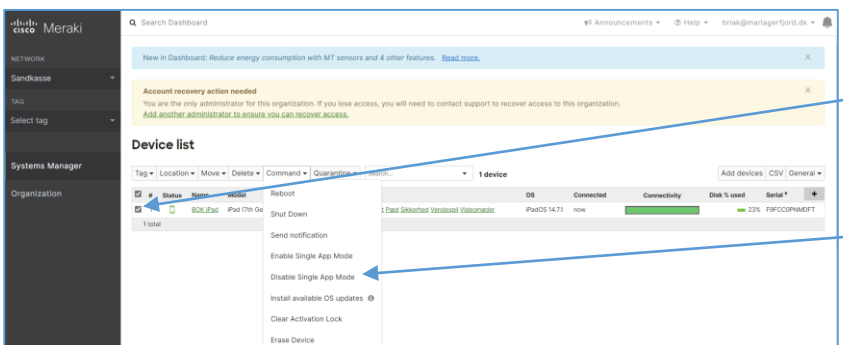 cisco Meraki
Search Dashboard
Announcements
Help
briak@mariagerfjord.dk
NETWORK
Sandkasse
TAG
Select tag
Systems Manager
Organization
New in Dashboard: Reduce energy consumption with MT sensors and 4 other features. Read more.
X
Account recovery action needed
X
You are the only administrator for this organization. If you lose access, you will need to contact support to recover access to this organization.
Add another administrator to ensure you can recover access.
Device list
Tag Location Move Delete Command Quarantine Search... 1 device Add devices CSV General
# Status Name Model OS Connected Connectivity Disk % used Serial +
BOK iPad iPad (7th Ge t Pæd Sikkerhed Vendespil Videomøder iPadOS 14.7.1 now 23% F9FCC0PNMDFT
1 total
Reboot
Shut Down
Send notification
Enable Single App Mode
Disable Single App Mode
Install available OS updates
Clear Activation Lock
Erase Device